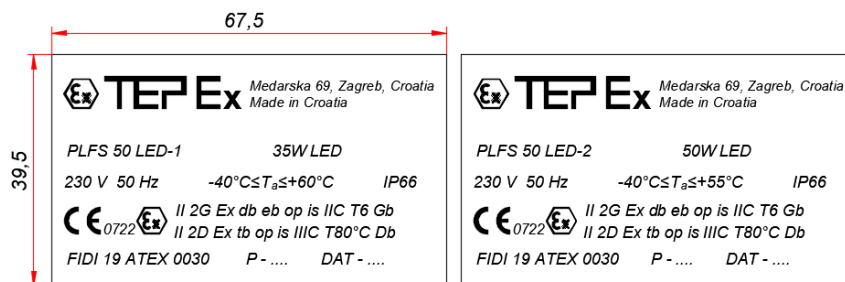 67,5
39,5
Ex TEP Ex Medarska 69, Zagreb, Croatia
Made in Croatia
PLFS 50 LED-1 35W LED
230 V 50 Hz -40°C≤Tₐ≤+60°C IP66
CE 0722 Ex II 2G Ex db eb op is IIC T6 Gb
II 2D Ex tb op is IIIC T80°C Db
FIDI 19 ATEX 0030 P - .... DAT - ....
Ex TEP Ex Medarska 69, Zagreb, Croatia
Made in Croatia
PLFS 50 LED-2 50W LED
230 V 50 Hz -40°C≤Tₐ≤+55°C IP66
CE 0722 Ex II 2G Ex db eb op is IIC T6 Gb
II 2D Ex tb op is IIIC T80°C Db
FIDI 19 ATEX 0030 P - .... DAT - ....